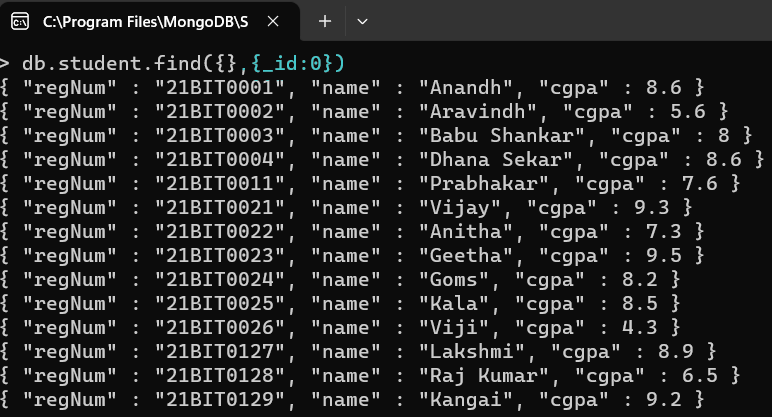 C:\Program Files\MongoDB\S
> db.student.find({},{_id:0})
{ "regNum" : "21BIT0001", "name" : "Anandh", "cgpa" : 8.6 }
{ "regNum" : "21BIT0002", "name" : "Aravindh", "cgpa" : 5.6 }
{ "regNum" : "21BIT0003", "name" : "Babu Shankar", "cgpa" : 8 }
{ "regNum" : "21BIT0004", "name" : "Dhana Sekar", "cgpa" : 8.6 }
{ "regNum" : "21BIT0011", "name" : "Prabhakar", "cgpa" : 7.6 }
{ "regNum" : "21BIT0021", "name" : "Vijay", "cgpa" : 9.3 }
{ "regNum" : "21BIT0022", "name" : "Anitha", "cgpa" : 7.3 }
{ "regNum" : "21BIT0023", "name" : "Geetha", "cgpa" : 9.5 }
{ "regNum" : "21BIT0024", "name" : "Goms", "cgpa" : 8.2 }
{ "regNum" : "21BIT0025", "name" : "Kala", "cgpa" : 8.5 }
{ "regNum" : "21BIT0026", "name" : "Viji", "cgpa" : 4.3 }
{ "regNum" : "21BIT0127", "name" : "Lakshmi", "cgpa" : 8.9 }
{ "regNum" : "21BIT0128", "name" : "Raj Kumar", "cgpa" : 6.5 }
{ "regNum" : "21BIT0129", "name" : "Kangai", "cgpa" : 9.2 }